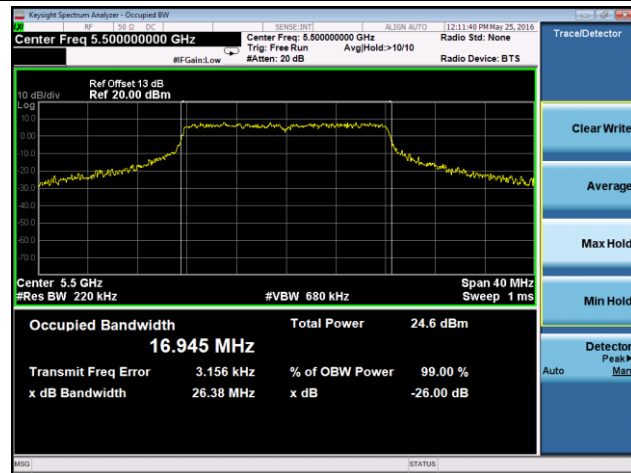 Keysight Spectrum Analyzer - Occupied BW
RF 50 Ω DC SENSE:INT ALIGN AUTO 12:11:40 PM May 25, 2016
Center Freq 5.500000000 GHz Center Freq: 5.500000000 GHz Radio Std: None
Trig: Free Run Avg|Hold:>10/10
#IFGain:Low #Atten: 20 dB Radio Device: BTS
Trace/Detector
Ref Offset 13 dB
10 dB/div Ref 20.00 dBm
Log
10.0
0.00
-10.0
-20.0
-30.0
-40.0
-50.0
-60.0
-70.0
Center 5.5 GHz Span 40 MHz
#Res BW 220 kHz #VBW 680 kHz Sweep 1 ms
Occupied Bandwidth Total Power 24.6 dBm
16.945 MHz
Transmit Freq Error 3.156 kHz % of OBW Power 99.00 %
x dB Bandwidth 26.38 MHz x dB -26.00 dB
Clear Write
Average
Max Hold
Min Hold
Detector
Peak▶
Auto Man
MSG STATUS